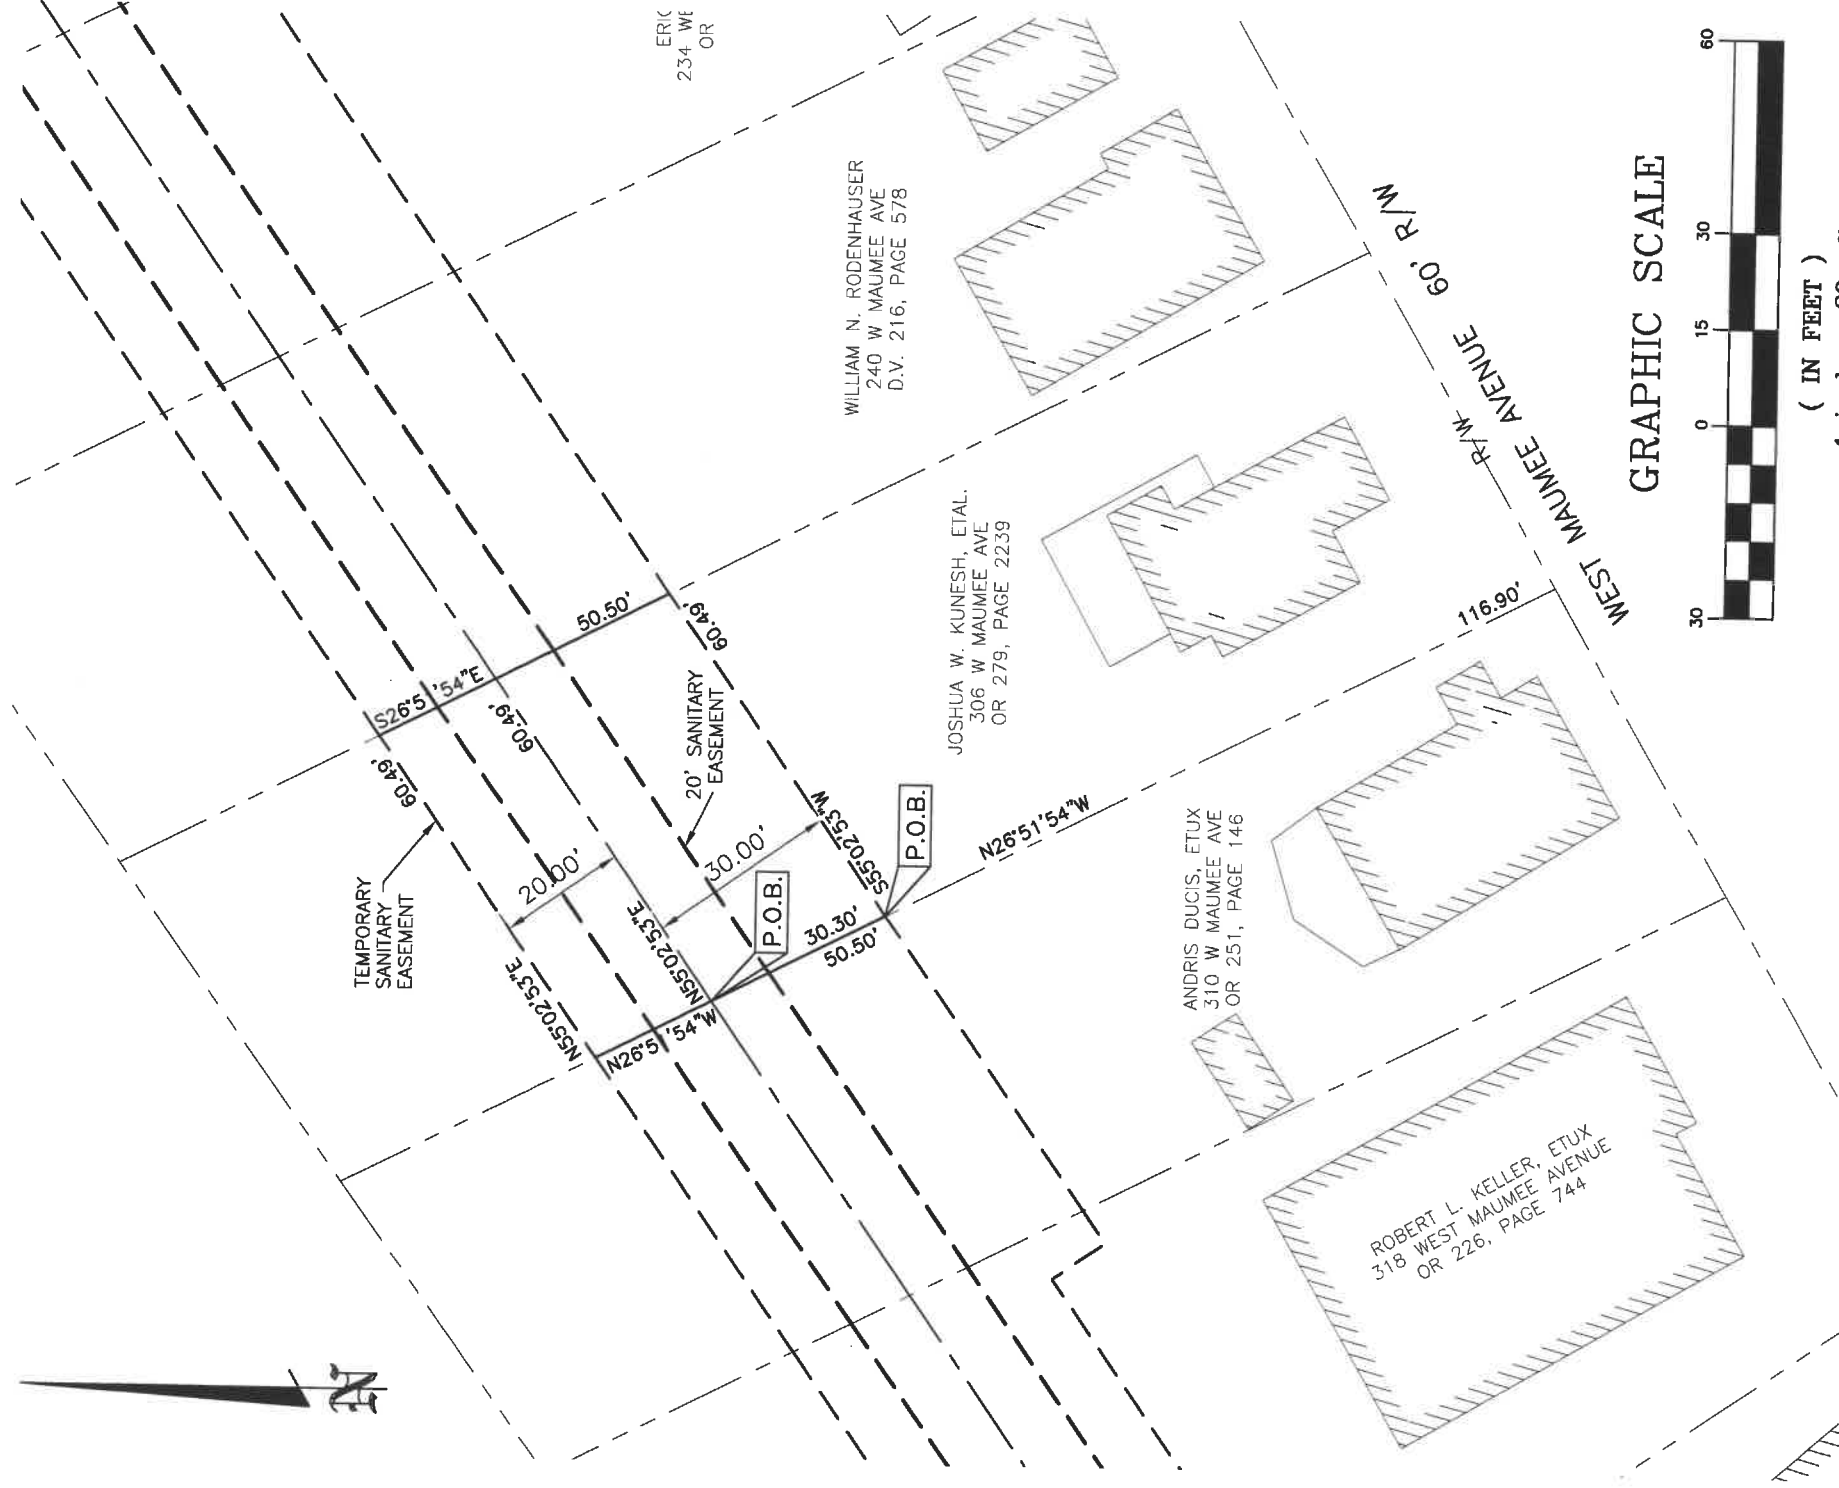 ERIC
234 WE
OR
WILLIAM N. RODENHAUSER
240 W MAUMEE AVE
D.V. 216, PAGE 578
WEST MAUMEE AVENUE 60' R/W
R/W
GRAPHIC SCALE
30 0 15 30 60
( IN FEET )
JOSHUA W. KUNESH, ETAL.
306 W MAUMEE AVE
OR 279, PAGE 2239
116.90'
N26°51'54"W
50.50'
60.49'
S26°5 '54"E
60.49'
60.49'
20' SANITARY
EASEMENT
TEMPORARY
SANITARY
EASEMENT
20.00'
30.00'
S55°02'53"W
P.O.B.
P.O.B.
N55°02'53"E
N55°02'53"E
30.30'
50.50'
N26°5 '54"W
ANDRIS DUCIS, ETUX
310 W MAUMEE AVE
OR 251, PAGE 146
ROBERT L. KELLER, ETUX
318 WEST MAUMEE AVENUE
OR 226, PAGE 744
N